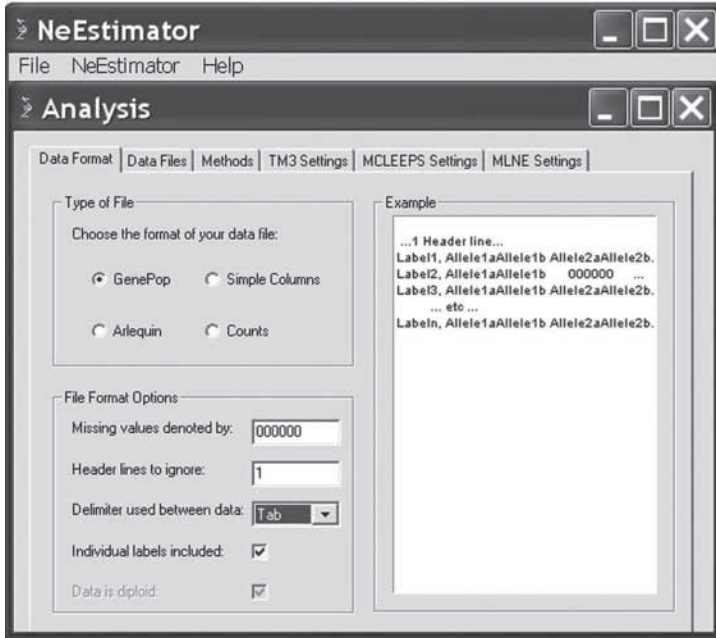 NeEstimator
File NeEstimator Help
Analysis
Data Format Data Files Methods TM3 Settings MCLEEPS Settings MLNE Settings
Type of File
Choose the format of your data file:
GenePop Simple Columns
Arlequin Counts
File Format Options
Missing values denoted by: 000000
Header lines to ignore: 1
Delimiter used between data: Tab
Individual labels included:
Data is diploid:
Example
...1 Header line...
Label1, Allele1aAllele1b Allele2aAllele2b.
Label2, Allele1aAllele1b 000000 ...
Label3, Allele1aAllele1b Allele2aAllele2b.
... etc ...
Labeln, Allele1aAllele1b Allele2aAllele2b.